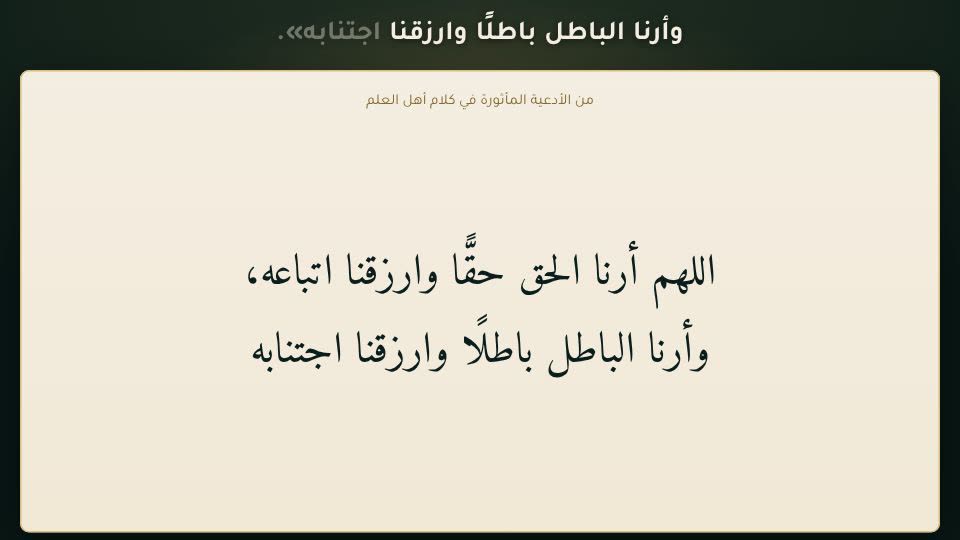 وأرنا الباطل باطلًا وارزقنا اجتنابه».
من الأدعية المأثورة في كلام أهل العلم
اللهم أرنا الحق حقًّا وارزقنا اتباعه،
وأرنا الباطل باطلًا وارزقنا اجتنابه